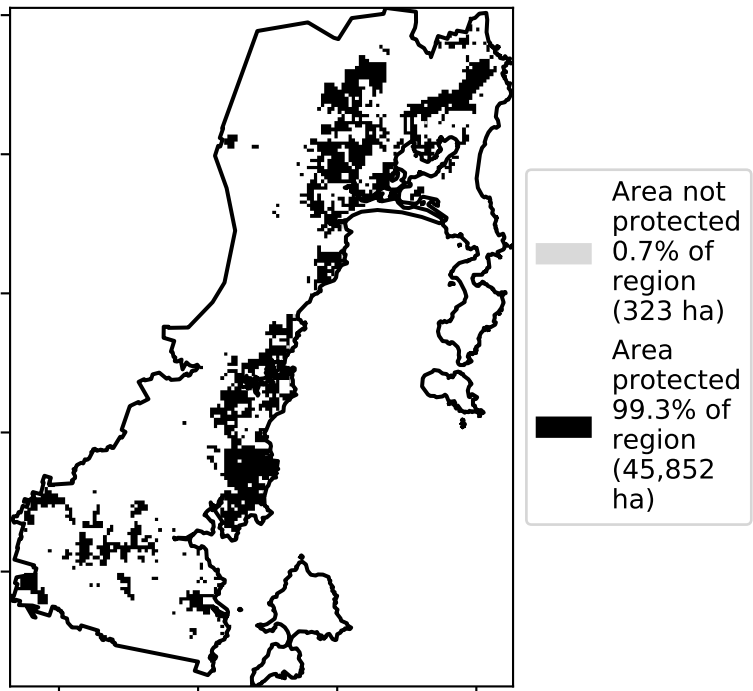 Area not
protected
0.7% of
region
(323 ha)
Area
protected
99.3% of
region
(45,852
ha)